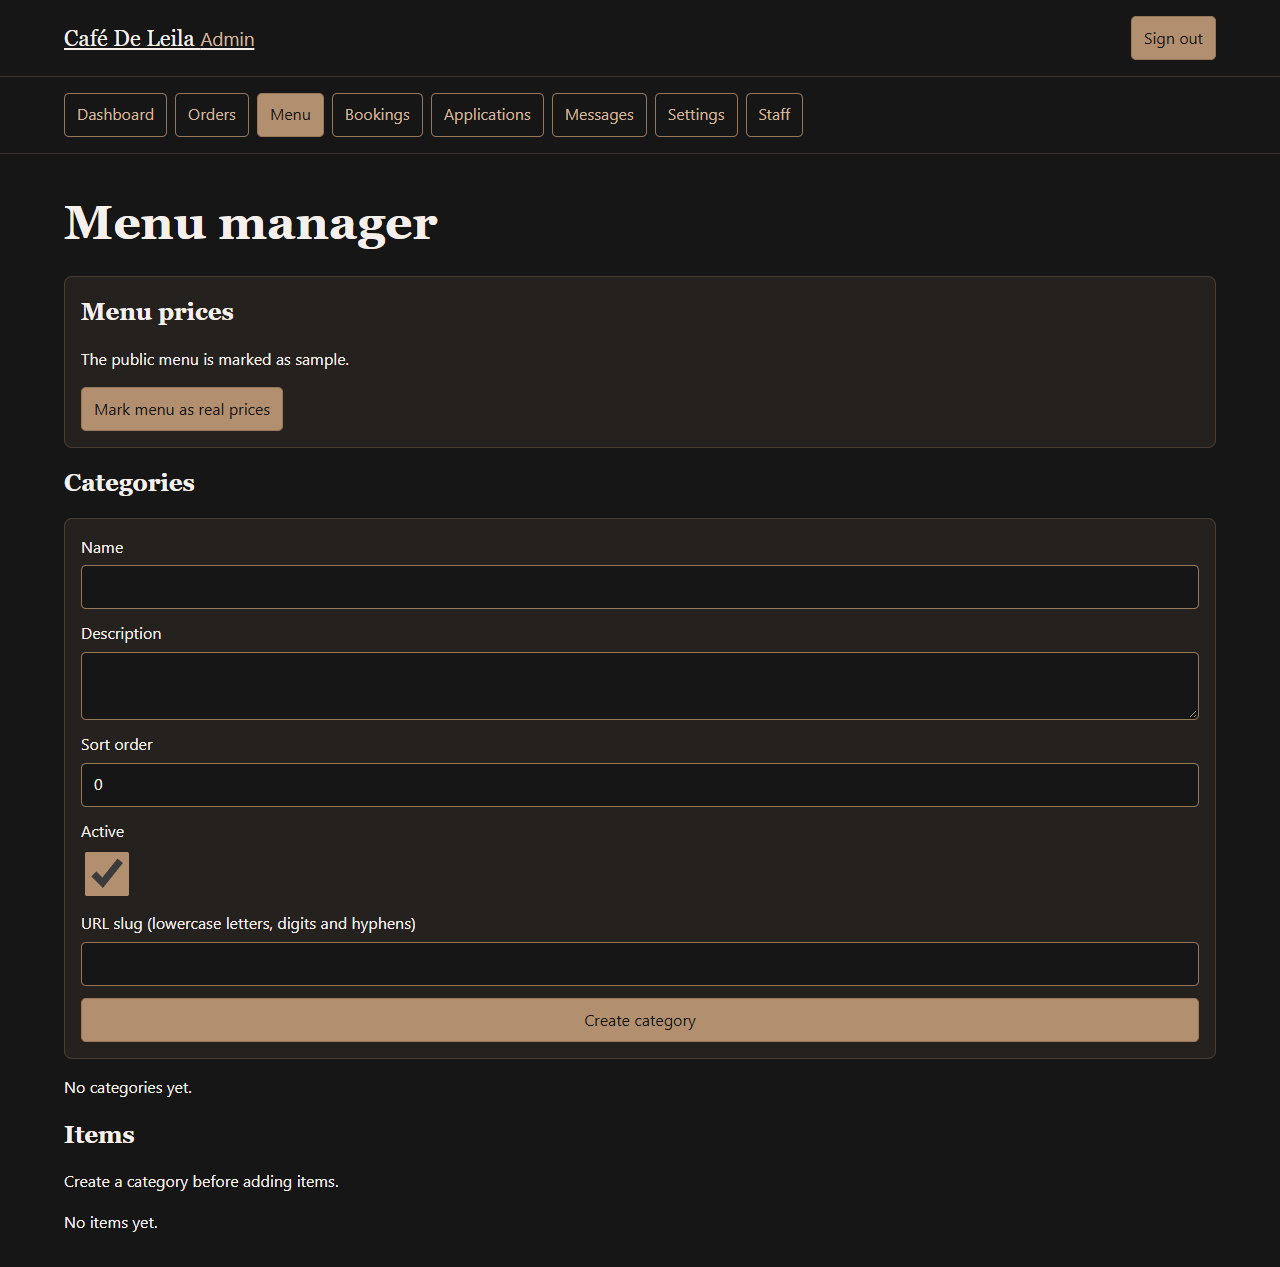 Café De Leila Admin
Sign out
Dashboard
Orders
Menu
Bookings
Applications
Messages
Settings
Staff
Menu manager
Menu prices
The public menu is marked as sample.
Mark menu as real prices
Categories
Name
Description
Sort order
0
Active
URL slug (lowercase letters, digits and hyphens)
Create category
No categories yet.
Items
Create a category before adding items.
No items yet.